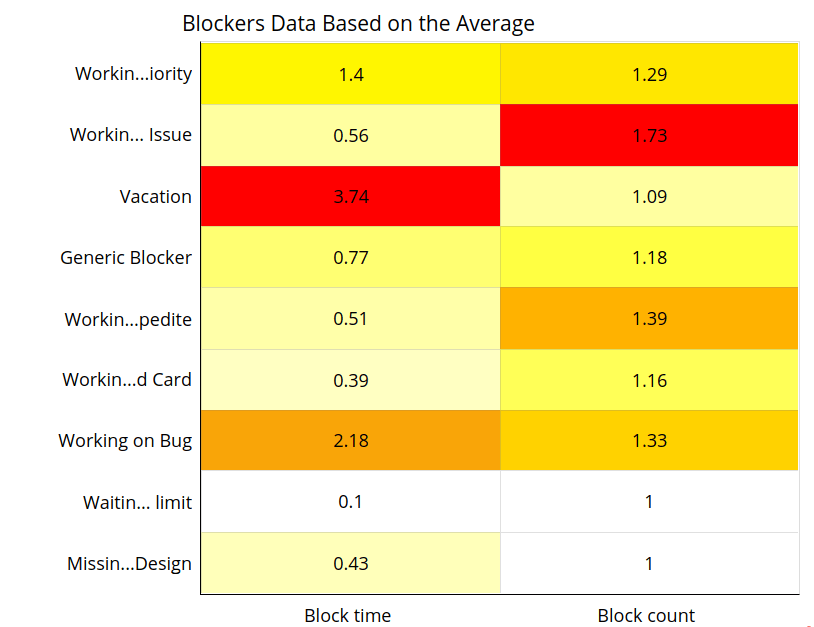 Blockers Data Based on the Average
Workin...iority 1.4 1.29
Workin... Issue 0.56 1.73
Vacation 3.74 1.09
Generic Blocker 0.77 1.18
Workin...pedite 0.51 1.39
Workin...d Card 0.39 1.16
Working on Bug 2.18 1.33
Waitin... limit 0.1 1
Missin...Design 0.43 1
Block time Block count